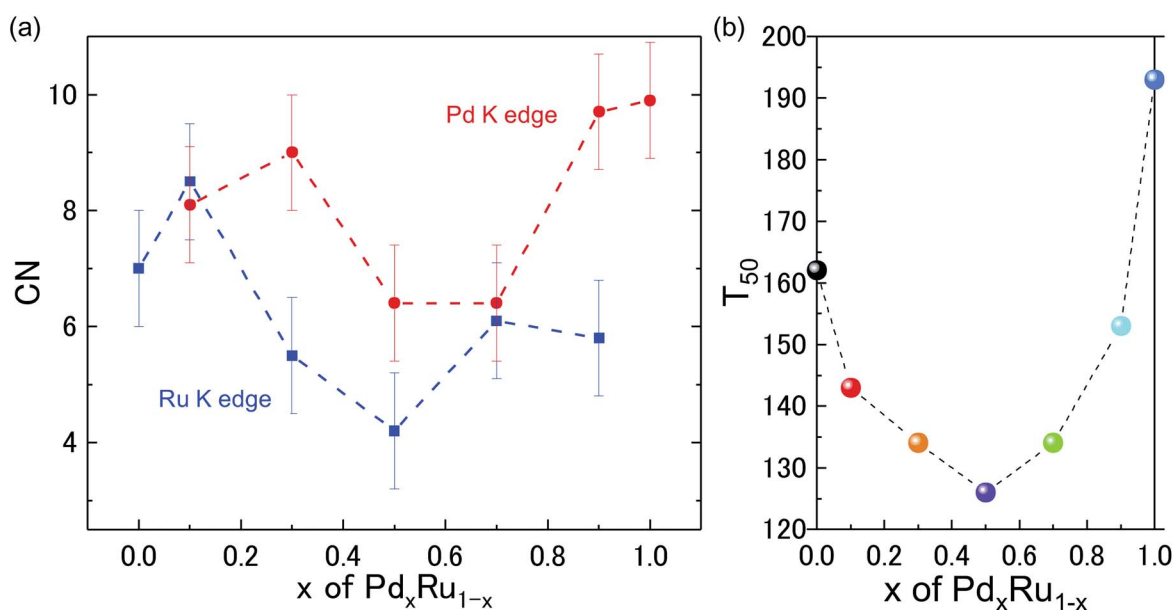 (a)
10
8
6
4
CN
Pd K edge
Ru K edge
0.0 0.2 0.4 0.6 0.8 1.0
x of PdxRu1−x
(b)
200
190
180
170
160
150
140
130
120
T50
0.0 0.2 0.4 0.6 0.8 1.0
x of PdxRu1-x